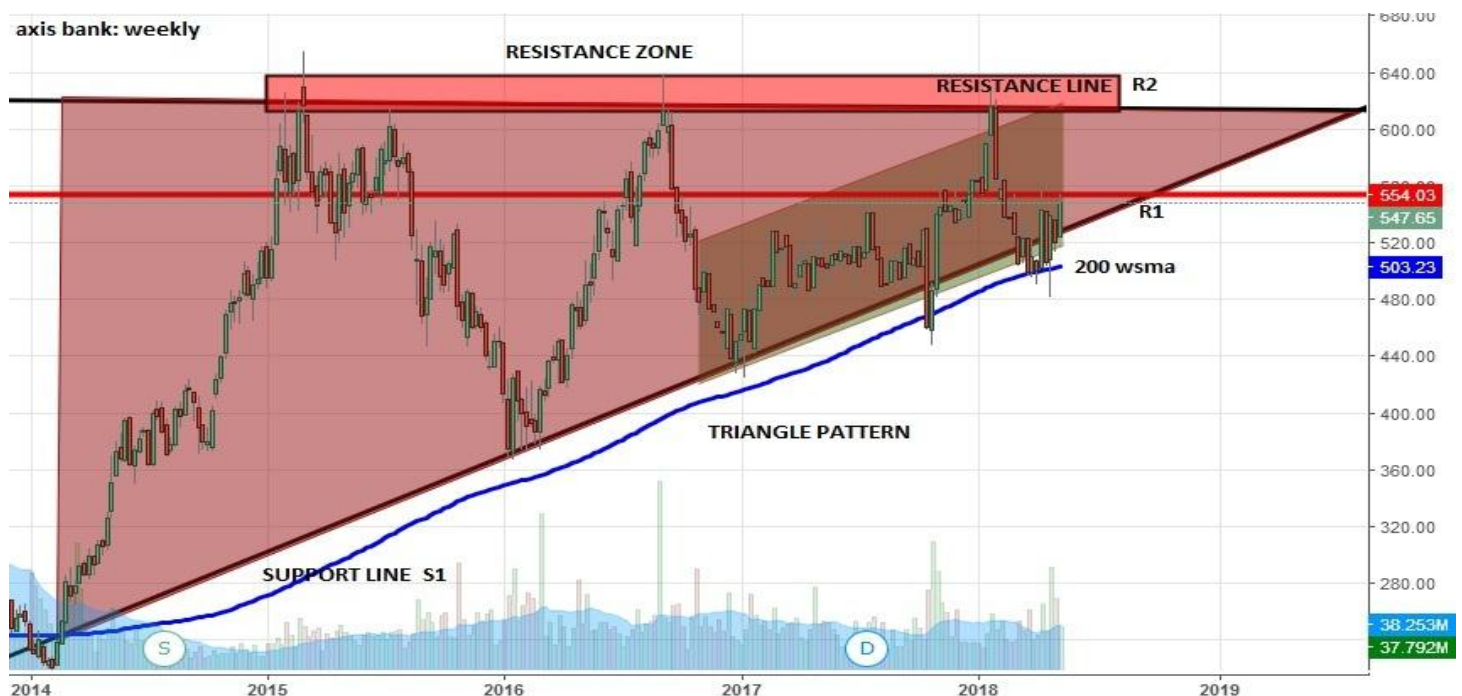 680.00
axis bank: weekly
RESISTANCE ZONE
640.00
RESISTANCE LINE
R2
600.00
554.03
R1
547.65
520.00
200 wsma
503.23
480.00
440.00
TRIANGLE PATTERN
400.00
360.00
320.00
SUPPORT LINE S1
280.00
38.253M
S
D
37.792M
2014
2015
2016
2017
2018
2019